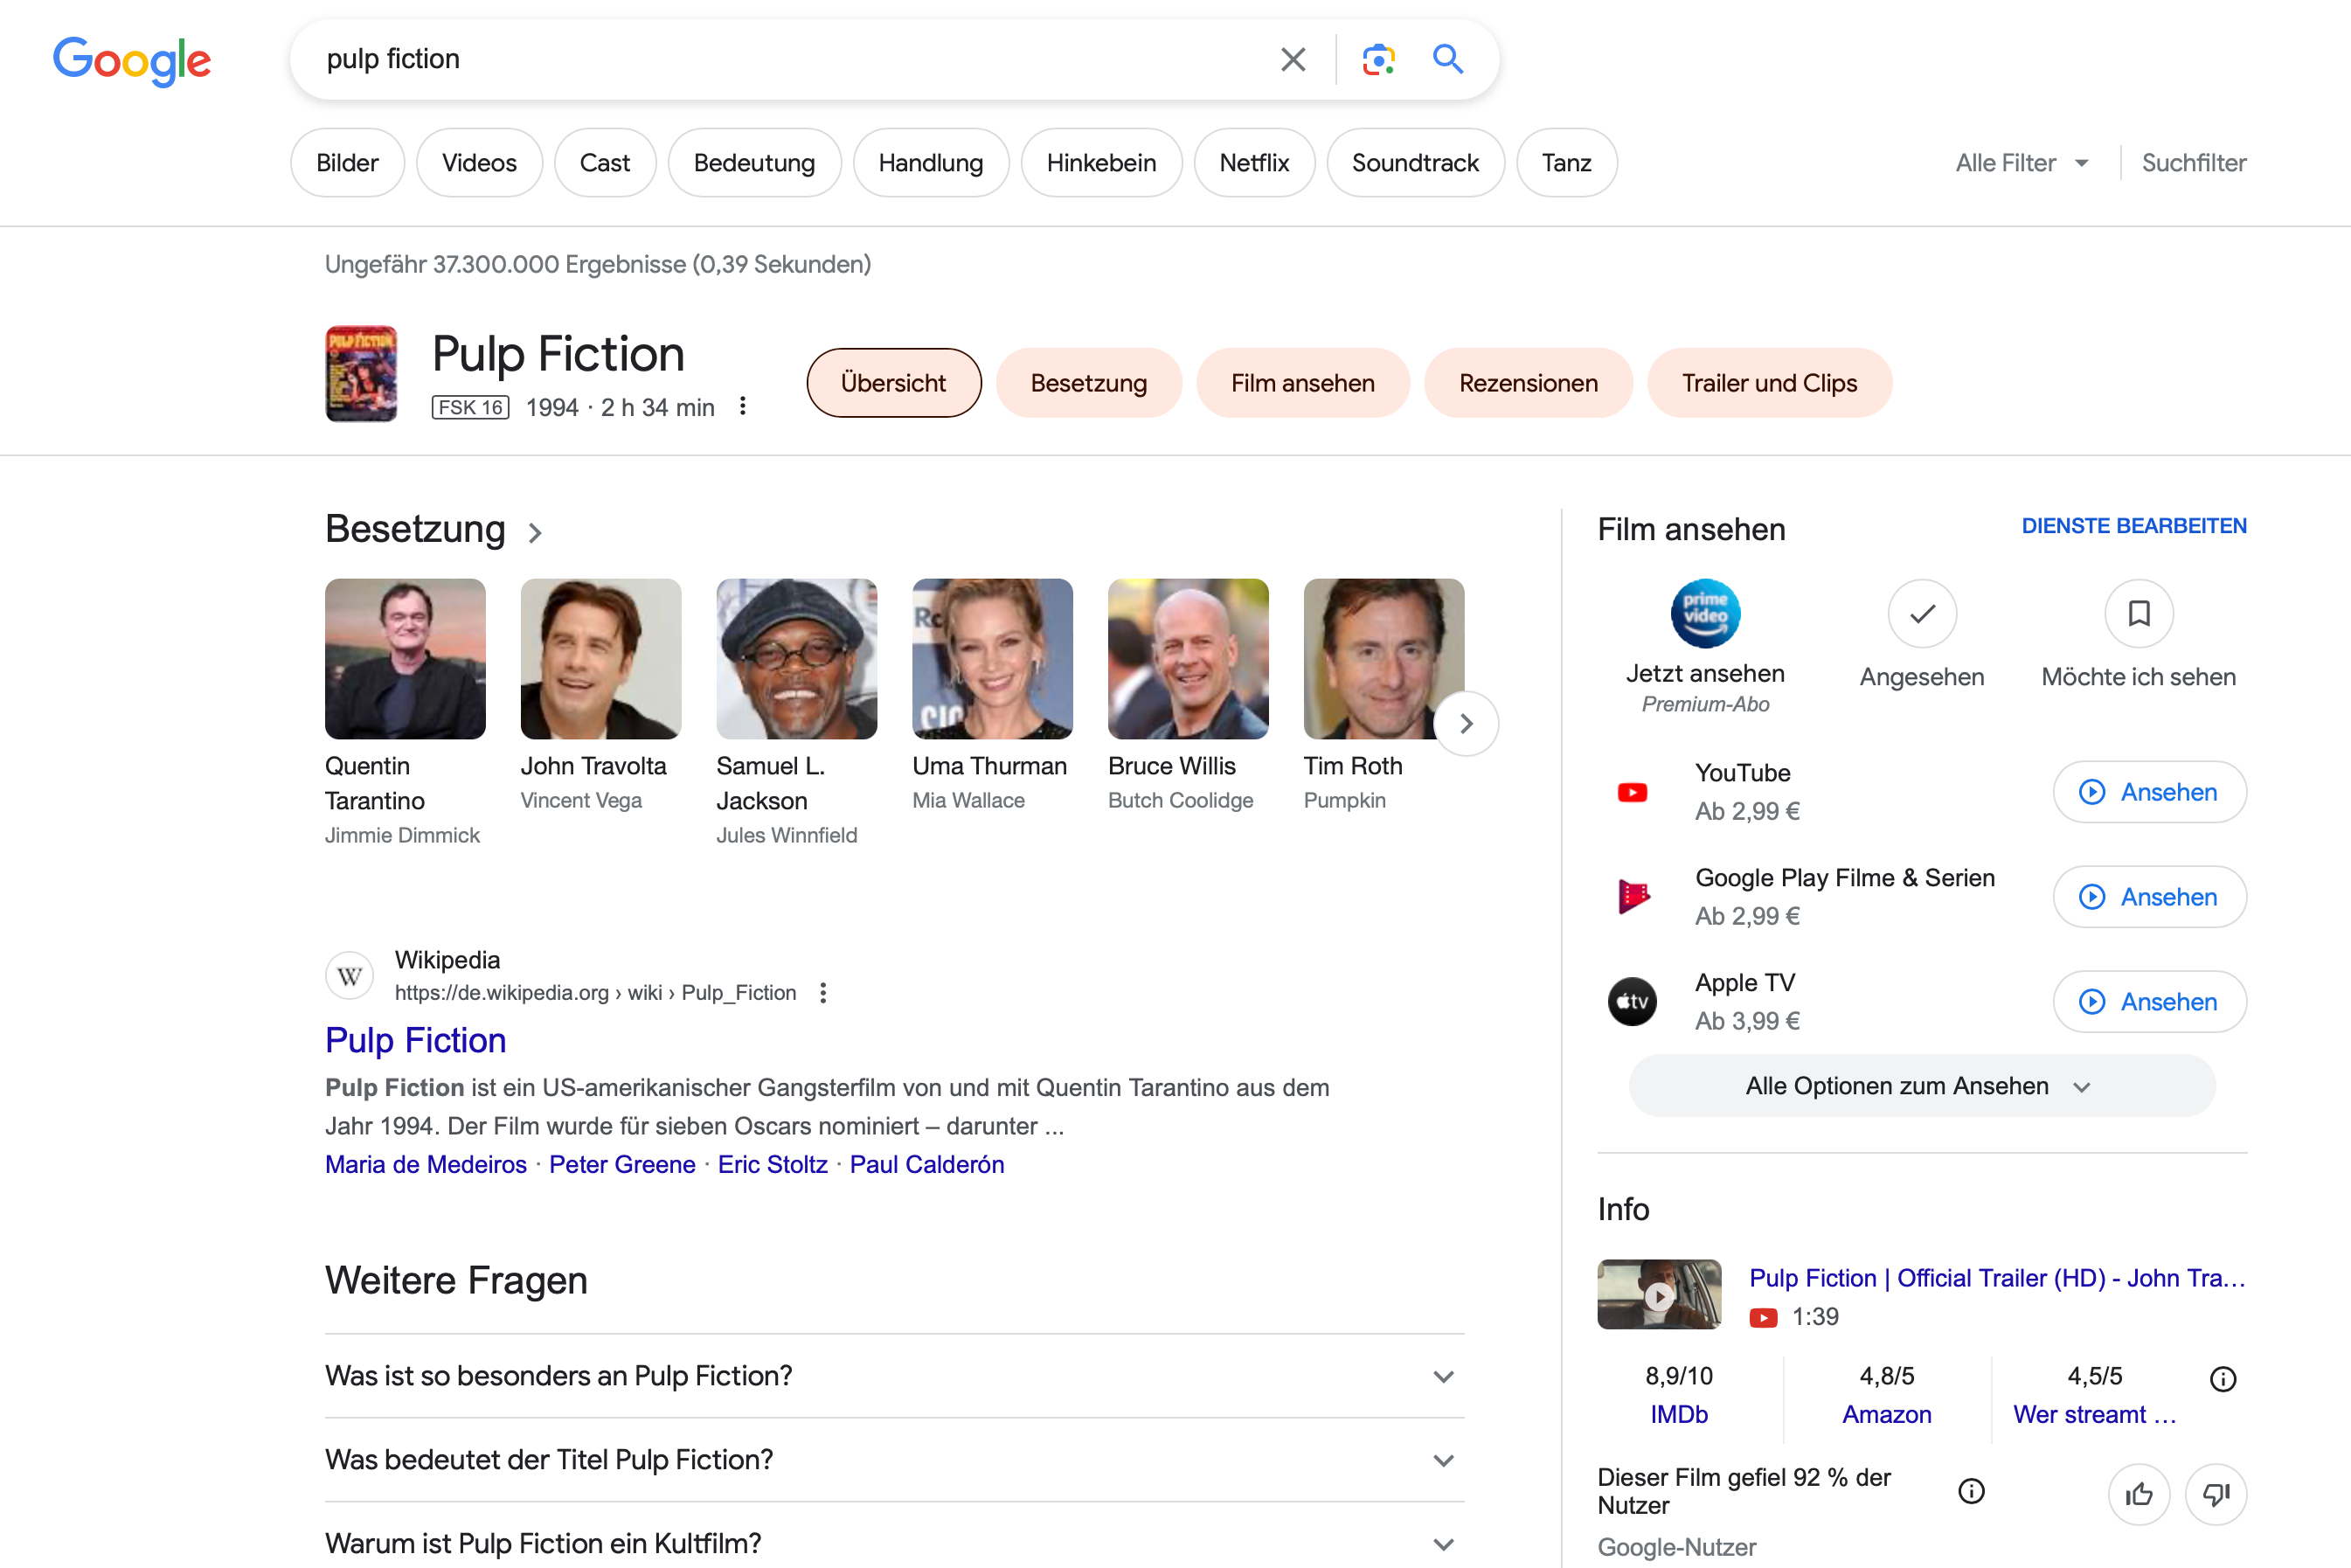 Google
pulp fiction
Bilder
Videos
Cast
Bedeutung
Handlung
Hinkebein
Netflix
Soundtrack
Tanz
Alle Filter
Suchfilter
Ungefähr 37.300.000 Ergebnisse (0,39 Sekunden)
PULP FICTION
Pulp Fiction
FSK 16 1994 · 2 h 34 min
Übersicht
Besetzung
Film ansehen
Rezensionen
Trailer und Clips
Besetzung
Quentin
Tarantino
Jimmie Dimmick
John Travolta
Vincent Vega
Samuel L.
Jackson
Jules Winnfield
Uma Thurman
Mia Wallace
Bruce Willis
Butch Coolidge
Tim Roth
Pumpkin
W
Wikipedia
https://de.wikipedia.org › wiki › Pulp_Fiction
Pulp Fiction
Pulp Fiction ist ein US-amerikanischer Gangsterfilm von und mit Quentin Tarantino aus dem
Jahr 1994. Der Film wurde für sieben Oscars nominiert – darunter ...
Maria de Medeiros · Peter Greene · Eric Stoltz · Paul Calderón
Weitere Fragen
Was ist so besonders an Pulp Fiction?
Was bedeutet der Titel Pulp Fiction?
Warum ist Pulp Fiction ein Kultfilm?
Film ansehen
DIENSTE BEARBEITEN
prime
video
Jetzt ansehen
Premium-Abo
Angesehen
Möchte ich sehen
YouTube
Ab 2,99 €
Ansehen
Google Play Filme & Serien
Ab 2,99 €
Ansehen
tv
Apple TV
Ab 3,99 €
Ansehen
Alle Optionen zum Ansehen
Info
Pulp Fiction | Official Trailer (HD) - John Tra...
1:39
8,9/10
IMDb
4,8/5
Amazon
4,5/5
Wer streamt ...
Dieser Film gefiel 92 % der
Nutzer
Google-Nutzer